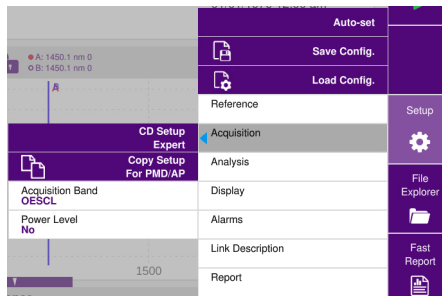 Auto-set
A: 1450.1 nm 0
B: 1450.1 nm 0
Save Config.
Load Config.
Reference
Setup
CD Setup
Expert
Acquisition
Copy Setup
For PMD/AP
Analysis
Acquisition Band
OESCL
Display
File
Explorer
Power Level
No
Alarms
Link Description
Fast
Report
1500
Report